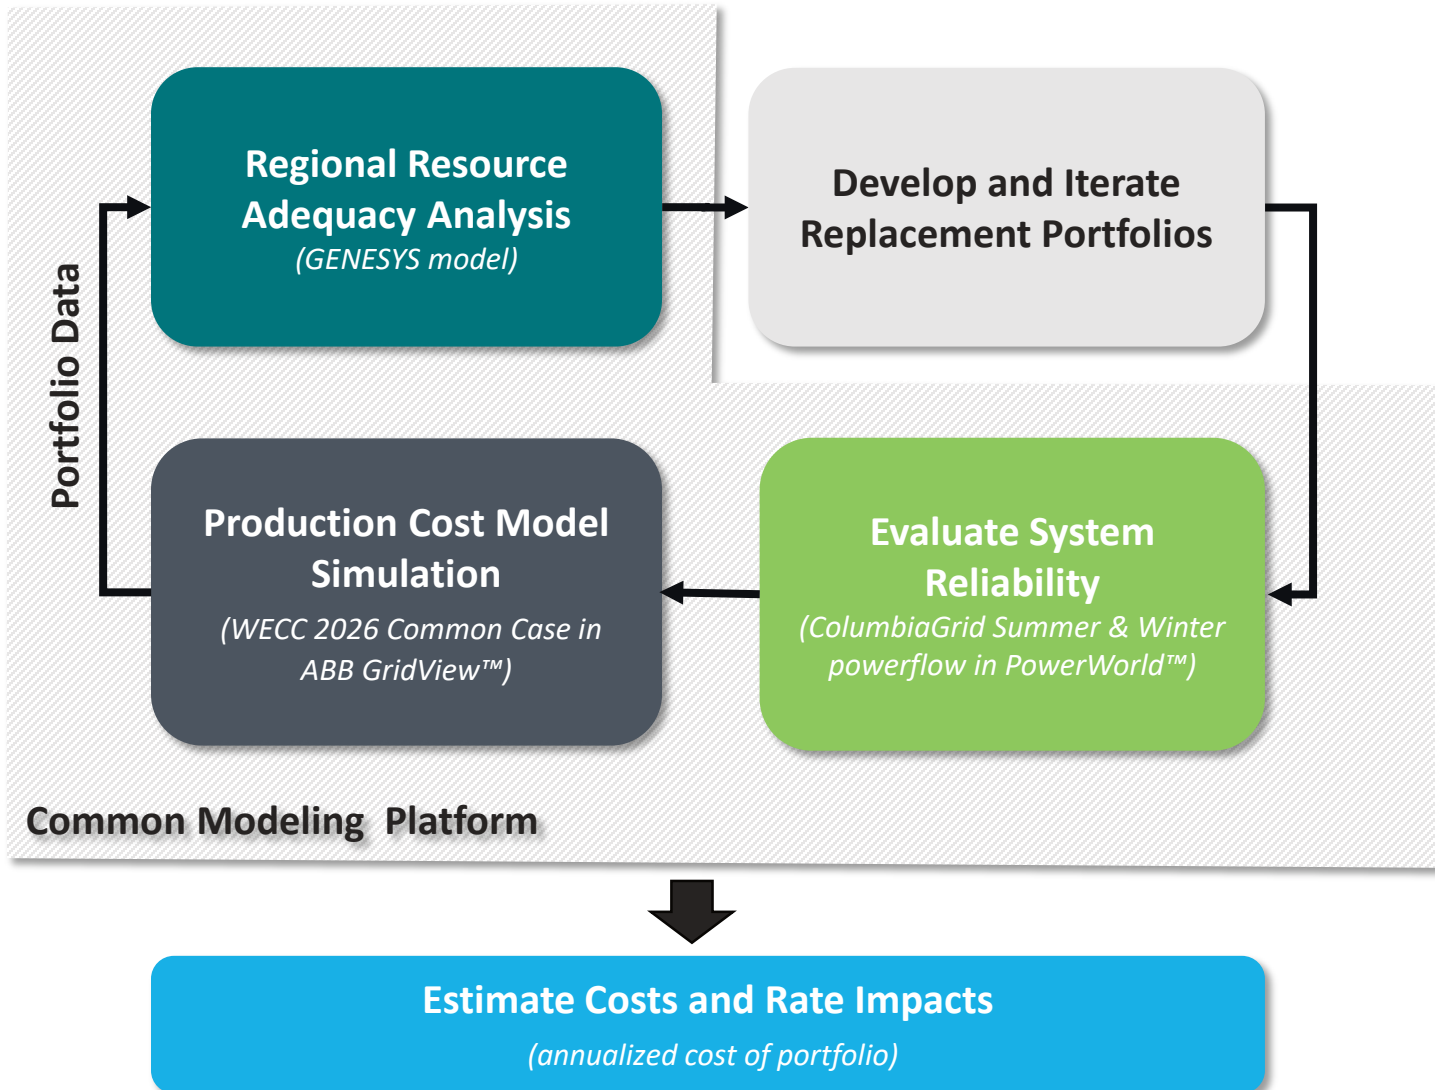 Regional Resource
Adequacy Analysis
(GENESYS model)
Develop and Iterate
Replacement Portfolios
Portfolio Data
Production Cost Model
Simulation
(WECC 2026 Common Case in
ABB GridView™)
Evaluate System
Reliability
(ColumbiaGrid Summer & Winter
powerflow in PowerWorld™)
Common Modeling Platform
Estimate Costs and Rate Impacts
(annualized cost of portfolio)